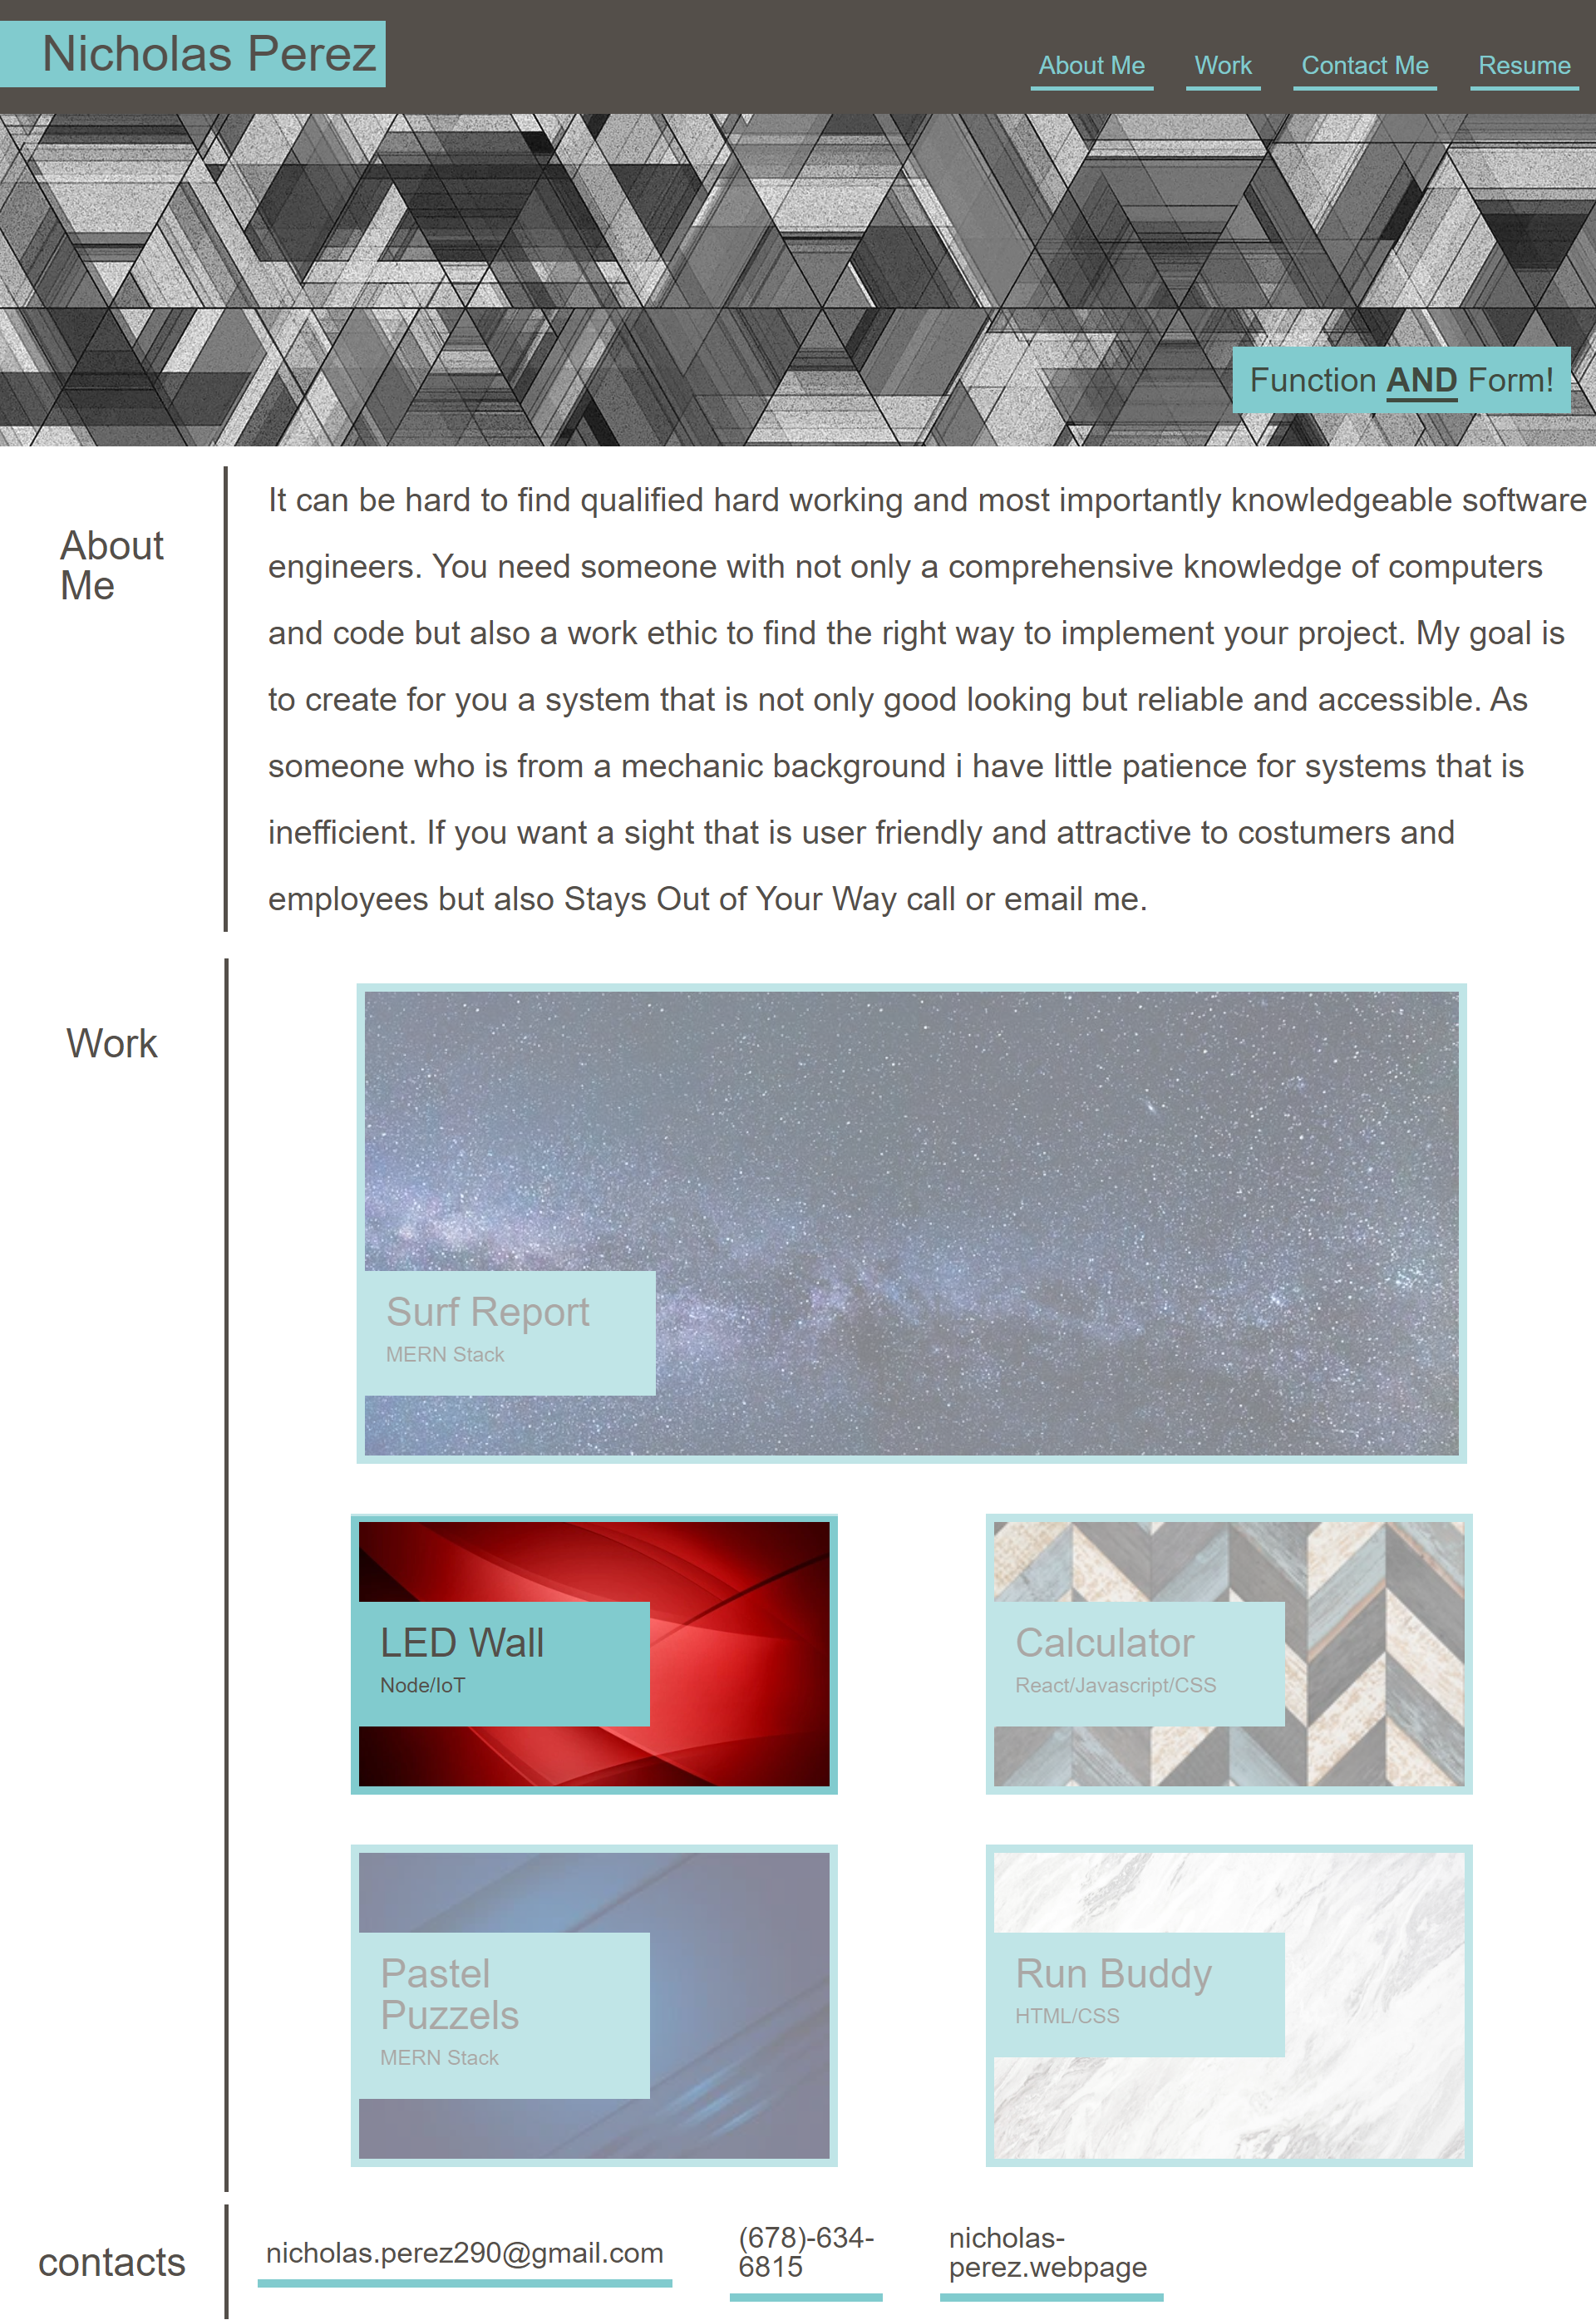 Nicholas Perez
About Me
Work
Contact Me
Resume
Function AND Form!
About
Me
It can be hard to find qualified hard working and most importantly knowledgeable software
engineers. You need someone with not only a comprehensive knowledge of computers
and code but also a work ethic to find the right way to implement your project. My goal is
to create for you a system that is not only good looking but reliable and accessible. As
someone who is from a mechanic background i have little patience for systems that is
inefficient. If you want a sight that is user friendly and attractive to costumers and
employees but also Stays Out of Your Way call or email me.
Work
Surf Report
MERN Stack
LED Wall
Node/IoT
Calculator
React/Javascript/CSS
Pastel
Puzzels
MERN Stack
Run Buddy
HTML/CSS
contacts
nicholas.perez290@gmail.com
(678)-634-
6815
nicholas-
perez.webpage